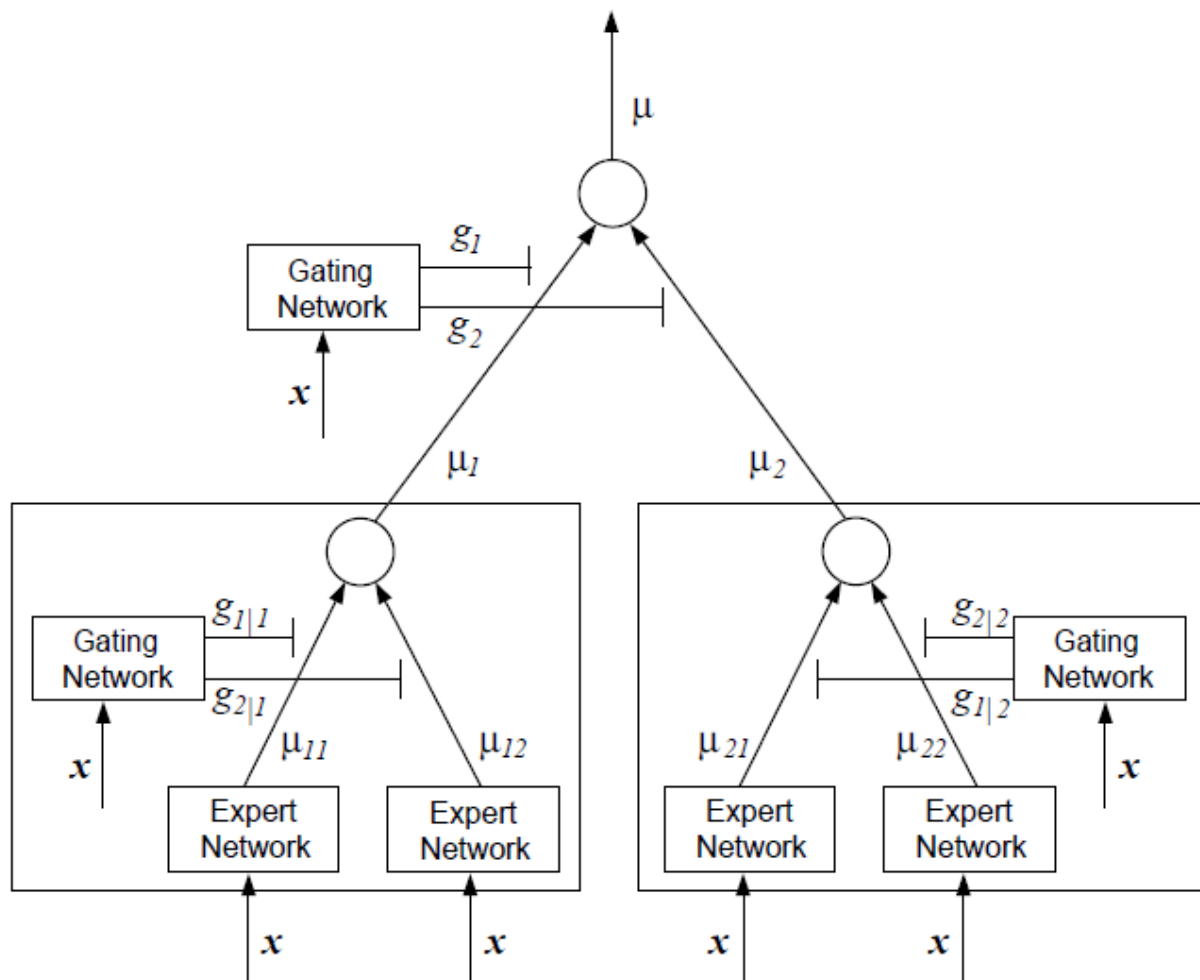 μ
g1
Gating
Network
g2
x
μ1
μ2
g1|1
Gating
Network
g2|1
x
μ11
μ12
Expert
Network
Expert
Network
x
x
g2|2
Gating
Network
g1|2
x
μ21
μ22
Expert
Network
Expert
Network
x
x